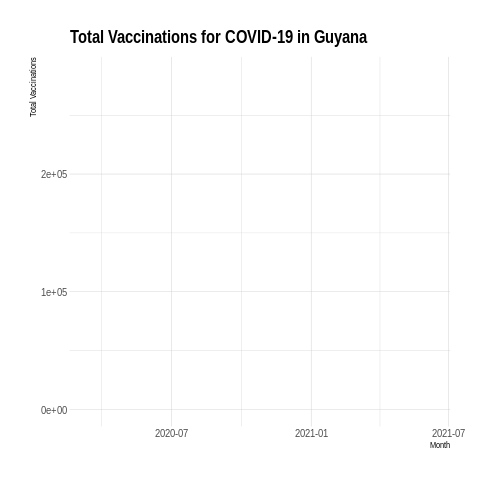 Total Vaccinations for COVID-19 in Guyana
Total Vaccinations
2e+05
1e+05
0e+00
2020-07
2021-01
2021-07
Month